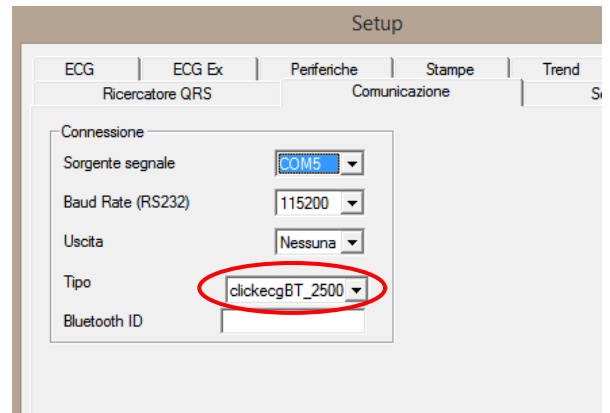 Setup
ECG ECG Ex Periferiche Stampe Trend
Ricercatore QRS Comunicazione
Connessione
Sorgente segnale COM5
Baud Rate (RS232) 115200
Uscita Nessuna
Tipo clickecgBT_2500
Bluetooth ID